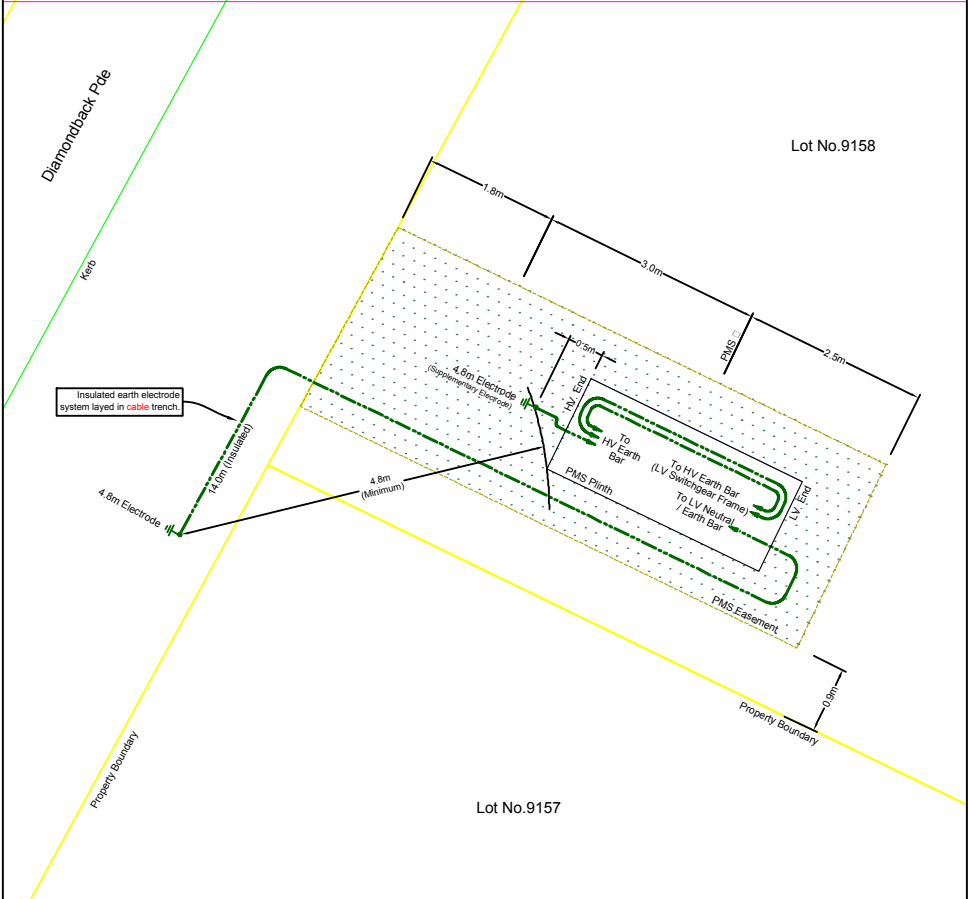 Diamondback Pde
Lot No.9158
Kerb
1.8m
3.0m
PMS
2.5m
0.5m
4.8m Electrode
(Supplementary Electrode)
HV. End
Insulated earth electrode
system layed in cable trench.
14.0m (Insulated)
To
HV Earth
Bar
To HV Earth Bar
(LV Switchgear Frame)
To LV Neutral
/ Earth Bar
LV. End
PMS Plinth
4.8m
(Minimum)
4.8m Electrode
PMS Easement
0.9m
Property Boundary
Property Boundary
Lot No.9157